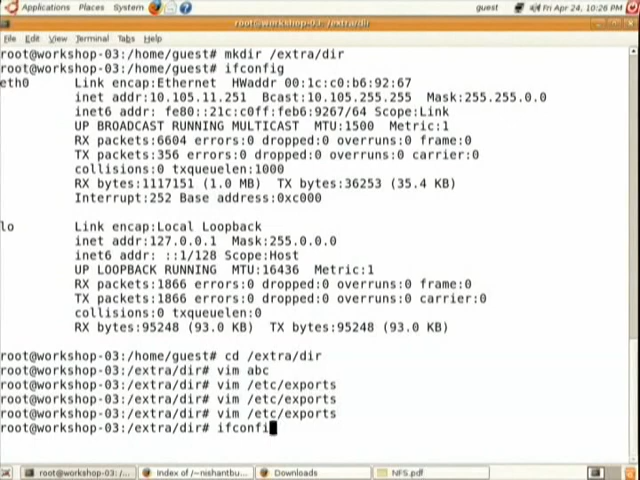 Applications Places System
guest Fri Apr 24, 10:26 PM
root@workshop-03: /extra/dir
File Edit View Terminal Tabs Help
root@workshop-03:/home/guest# mkdir /extra/dir
root@workshop-03:/home/guest# ifconfig
eth0 Link encap:Ethernet HWaddr 00:1c:c0:b6:92:67
inet addr:10.105.11.251 Bcast:10.105.255.255 Mask:255.255.0.0
inet6 addr: fe80::21c:c0ff:feb6:9267/64 Scope:Link
UP BROADCAST RUNNING MULTICAST MTU:1500 Metric:1
RX packets:6604 errors:0 dropped:0 overruns:0 frame:0
TX packets:356 errors:0 dropped:0 overruns:0 carrier:0
collisions:0 txqueuelen:1000
RX bytes:1117151 (1.0 MB) TX bytes:36253 (35.4 KB)
Interrupt:252 Base address:0xc000
lo Link encap:Local Loopback
inet addr:127.0.0.1 Mask:255.0.0.0
inet6 addr: ::1/128 Scope:Host
UP LOOPBACK RUNNING MTU:16436 Metric:1
RX packets:1866 errors:0 dropped:0 overruns:0 frame:0
TX packets:1866 errors:0 dropped:0 overruns:0 carrier:0
collisions:0 txqueuelen:0
RX bytes:95248 (93.0 KB) TX bytes:95248 (93.0 KB)
root@workshop-03:/home/guest# cd /extra/dir
root@workshop-03:/extra/dir# vim abc
root@workshop-03:/extra/dir# vim /etc/exports
root@workshop-03:/extra/dir# vim /etc/exports
root@workshop-03:/extra/dir# vim /etc/exports
root@workshop-03:/extra/dir# ifconfi
root@workshop-03: /... Index of /~nishantbu... Downloads NFS.pdf